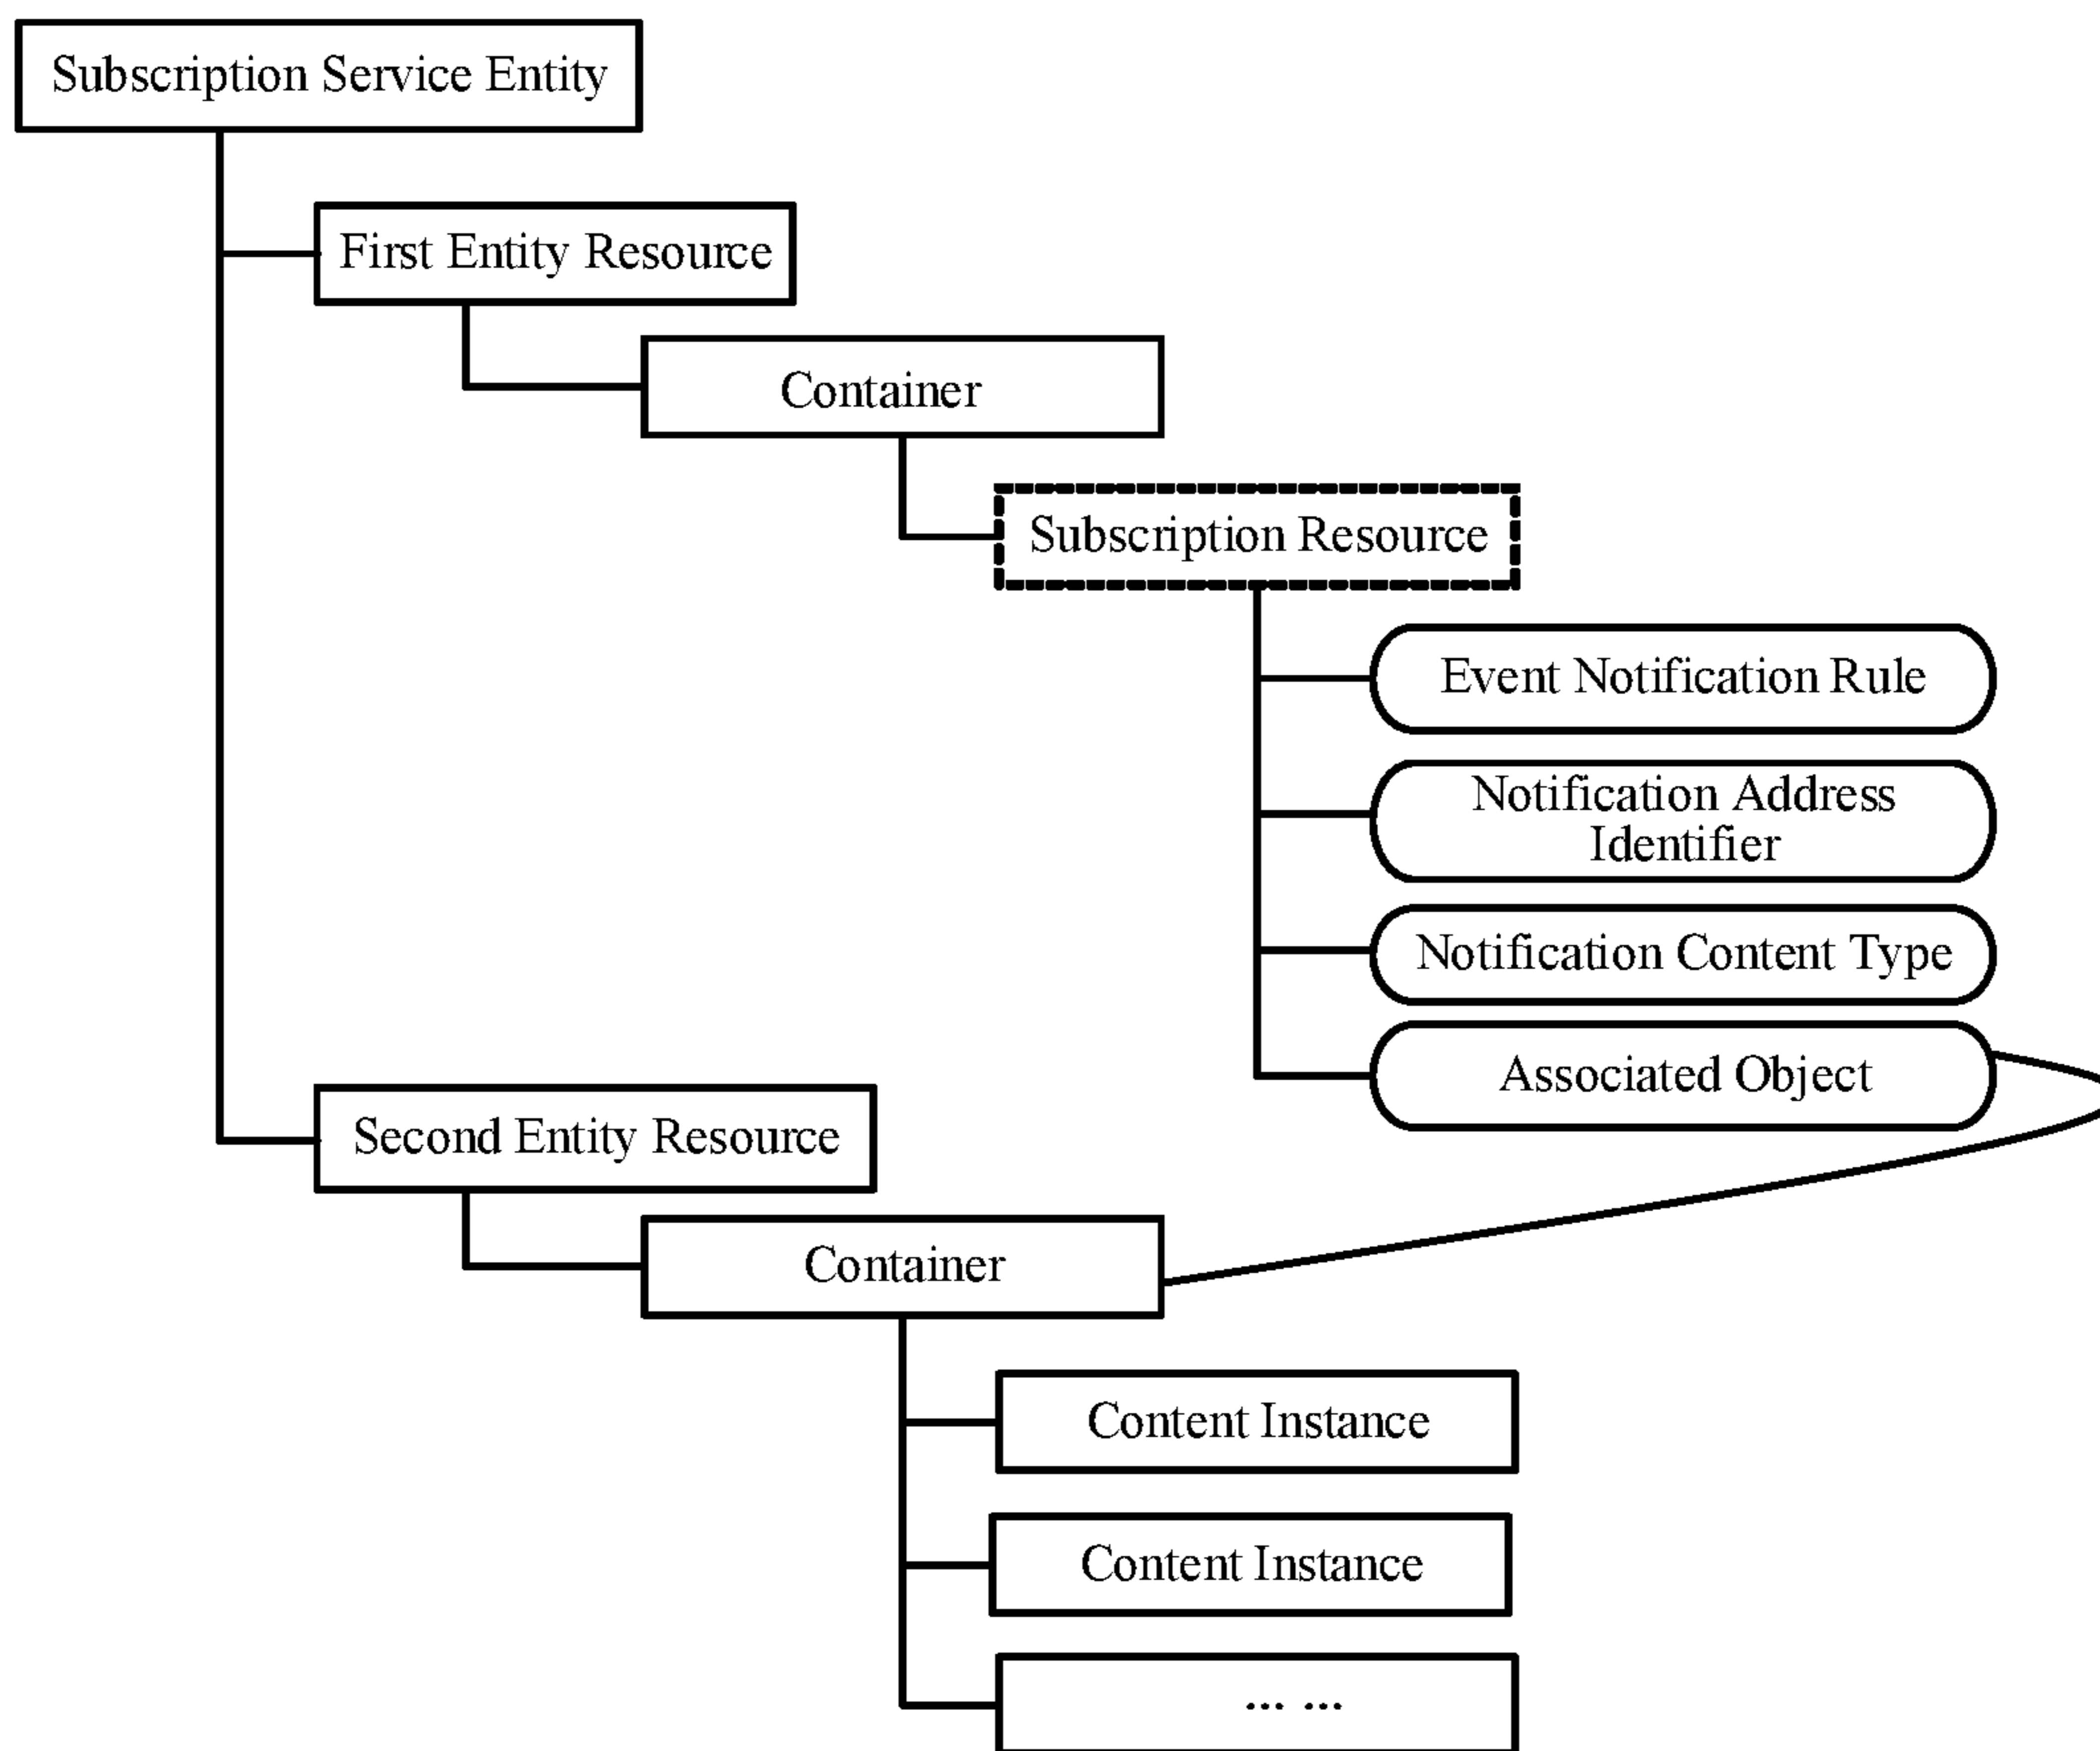 Subscription Service Entity
First Entity Resource
Container
Subscription Resource
Event Notification Rule
Notification Address
Identifier
Notification Content Type
Associated Object
Second Entity Resource
Container
Content Instance
Content Instance
... ...